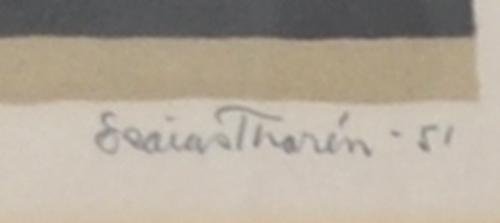 Esaias Thorén - 51